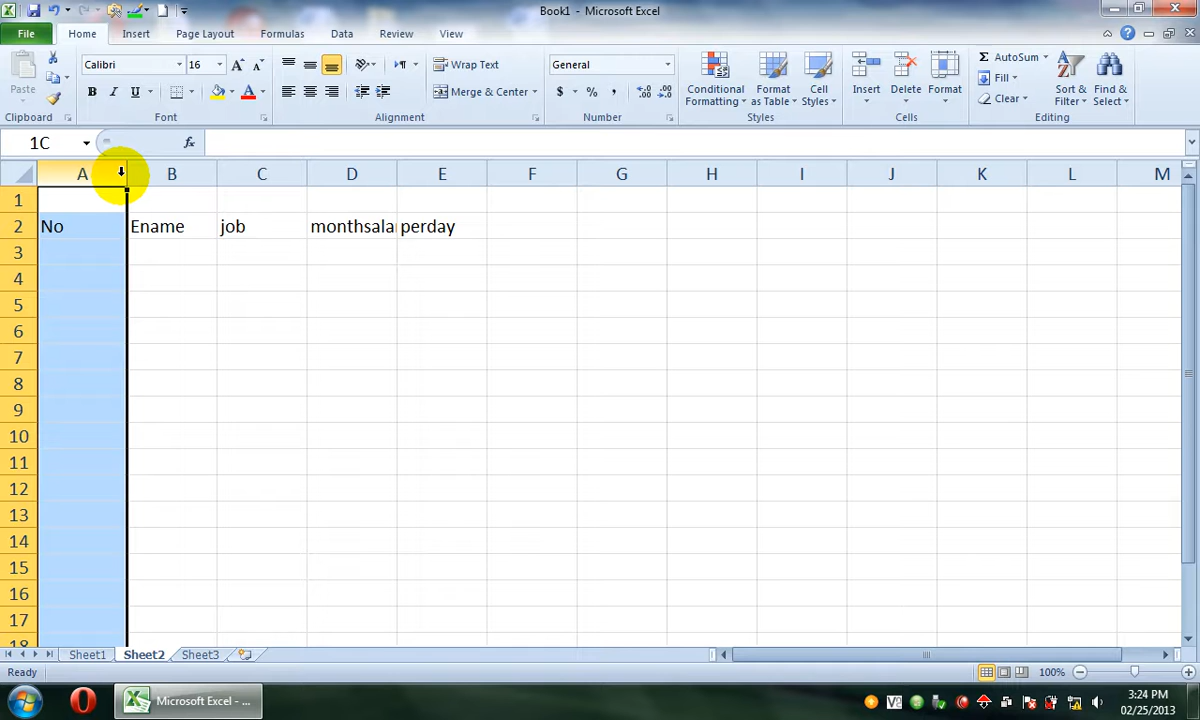 Book1 - Microsoft Excel
File Home Insert Page Layout Formulas Data Review View
Calibri 16 Wrap Text General AutoSum
Paste B I U Merge & Center $ % , Conditional Formatting Format as Table Cell Styles Insert Delete Format Fill Clear Sort & Filter Find & Select
Clipboard Font Alignment Number Styles Cells Editing
1C fx
A B C D E F G H I J K L M
1
2 No Ename job monthsalar perday
3
4
5
6
7
8
9
10
11
12
13
14
15
16
17
18
Sheet1 Sheet2 Sheet3
Ready 100%
Microsoft Excel - ... 3:24 PM
02/25/2013